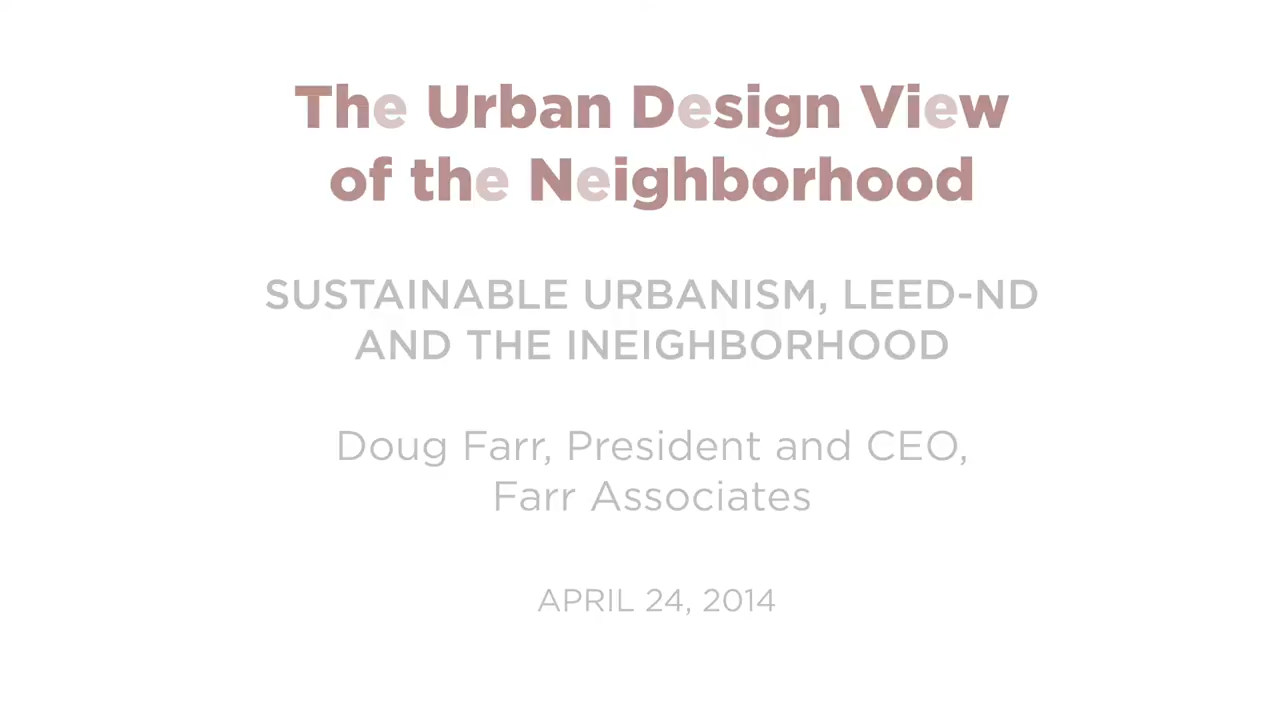 The Urban Design View
of the Neighborhood
SUSTAINABLE URBANISM, LEED-ND
AND THE INEIGHBORHOOD
Doug Farr, President and CEO,
Farr Associates
APRIL 24, 2014